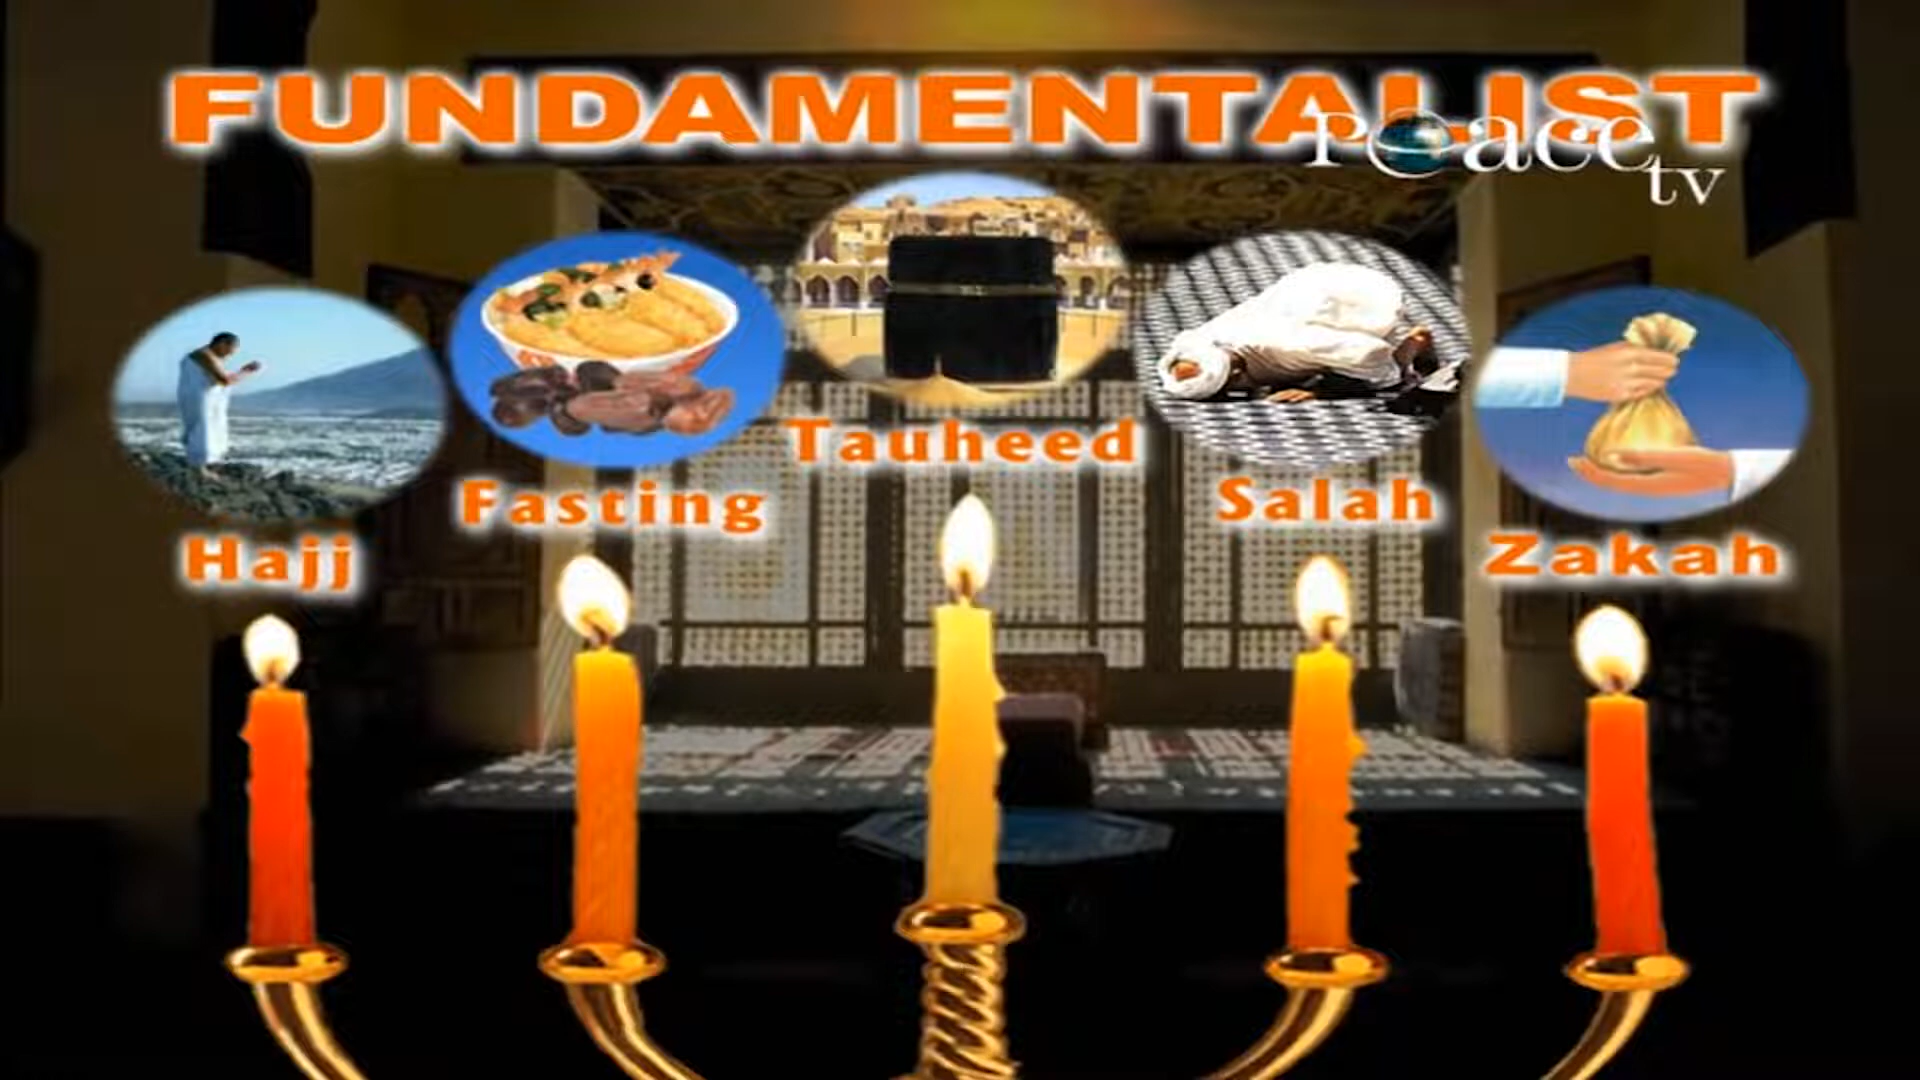 FUNDAMENTALIST
Peace
tv
Tauheed
Fasting
Salah
Hajj
Zakah